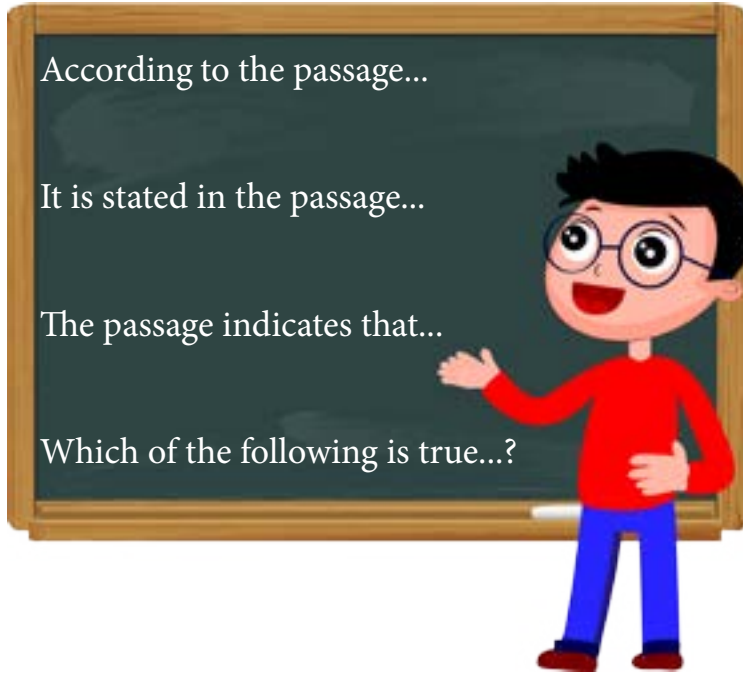 According to the passage...
It is stated in the passage...
The passage indicates that...
Which of the following is true...?